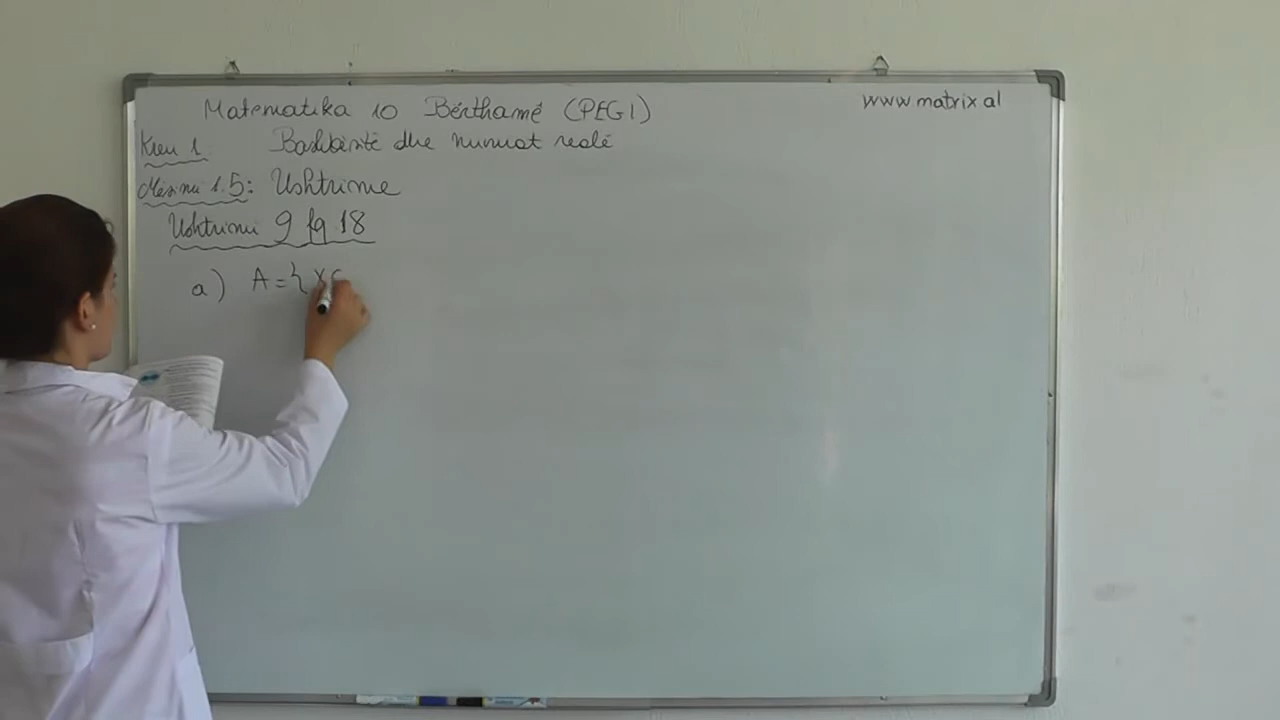 Matematika 10 Bërthamë (PEGI)
www.matrix.al
Kreu 1 Bashkësitë dhe numrat realë
Mësimi 1.5: Ushtrime
Ushtrimi 9 fq 18
a) A = { x ∈